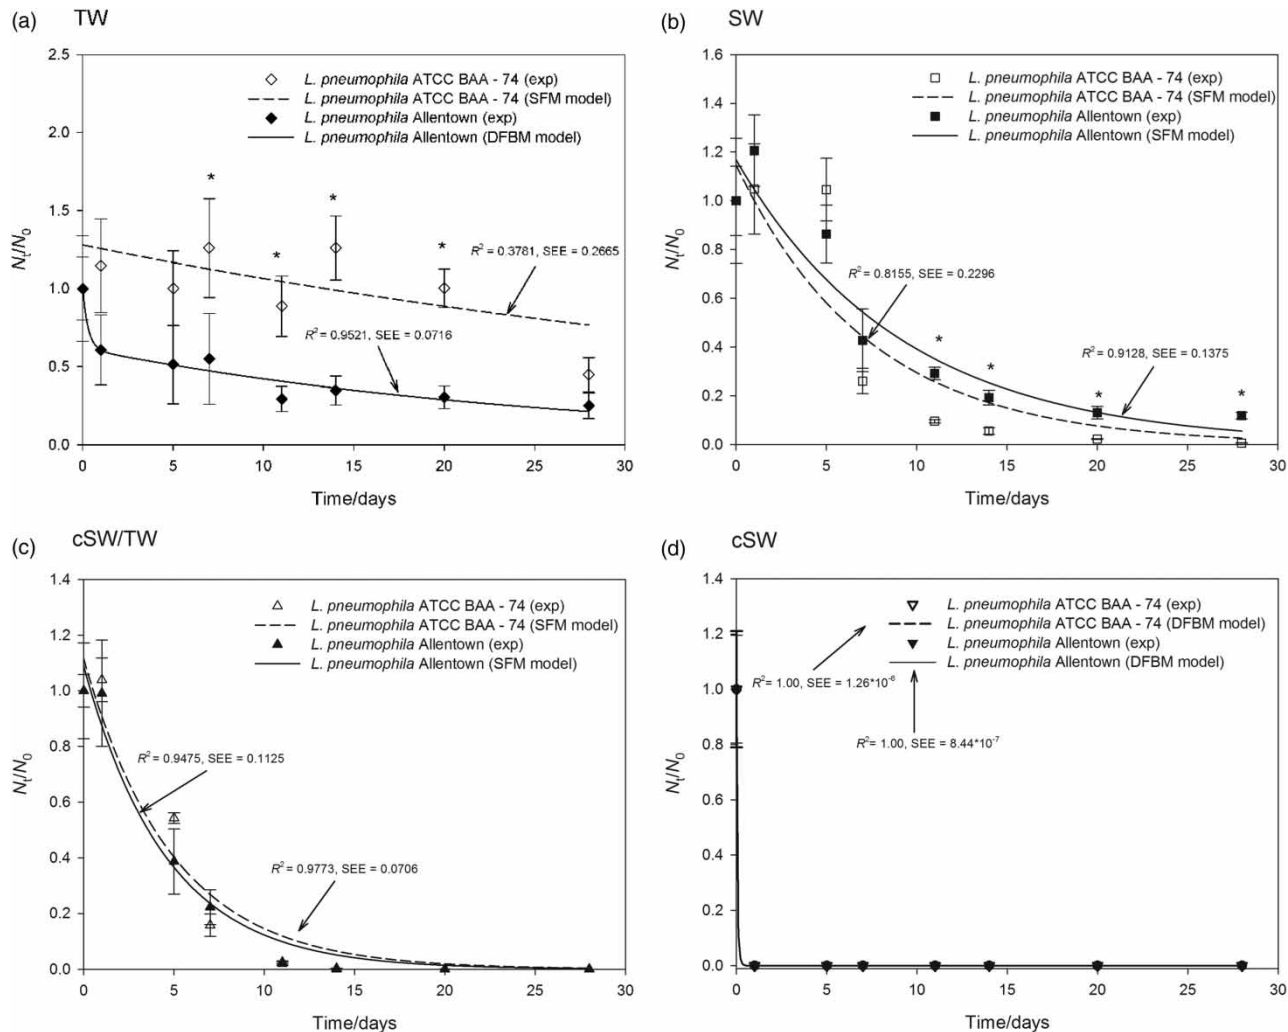 (a) TW
2.5
2.0
1.5
1.0
0.5
0.0
N_t/N_0
L. pneumophila ATCC BAA - 74 (exp)
L. pneumophila ATCC BAA - 74 (SFM model)
L. pneumophila Allentown (exp)
L. pneumophila Allentown (DFBM model)
* * * *
R² = 0.3781, SEE = 0.2665
R² = 0.9521, SEE = 0.0716
0 5 10 15 20 25 30
Time/days
(b) SW
1.6
1.4
1.2
1.0
0.8
0.6
0.4
0.2
0.0
N_t/N_0
L. pneumophila ATCC BAA - 74 (exp)
L. pneumophila ATCC BAA - 74 (SFM model)
L. pneumophila Allentown (exp)
L. pneumophila Allentown (SFM model)
R² = 0.8155, SEE = 0.2296
* * * *
R² = 0.9128, SEE = 0.1375
0 5 10 15 20 25 30
Time/days
(c) cSW/TW
1.4
1.2
1.0
0.8
0.6
0.4
0.2
0.0
N_t/N_0
L. pneumophila ATCC BAA - 74 (exp)
L. pneumophila ATCC BAA - 74 (SFM model)
L. pneumophila Allentown (exp)
L. pneumophila Allentown (SFM model)
R² = 0.9475, SEE = 0.1125
R² = 0.9773, SEE = 0.0706
0 5 10 15 20 25 30
Time/days
(d) cSW
1.4
1.2
1.0
0.8
0.6
0.4
0.2
0.0
N_t/N_0
L. pneumophila ATCC BAA - 74 (exp)
L. pneumophila ATCC BAA - 74 (DFBM model)
L. pneumophila Allentown (exp)
L. pneumophila Allentown (DFBM model)
R²= 1.00, SEE = 1.26*10⁻⁶
R²= 1.00, SEE = 8.44*10⁻⁷
0 5 10 15 20 25 30
Time/days